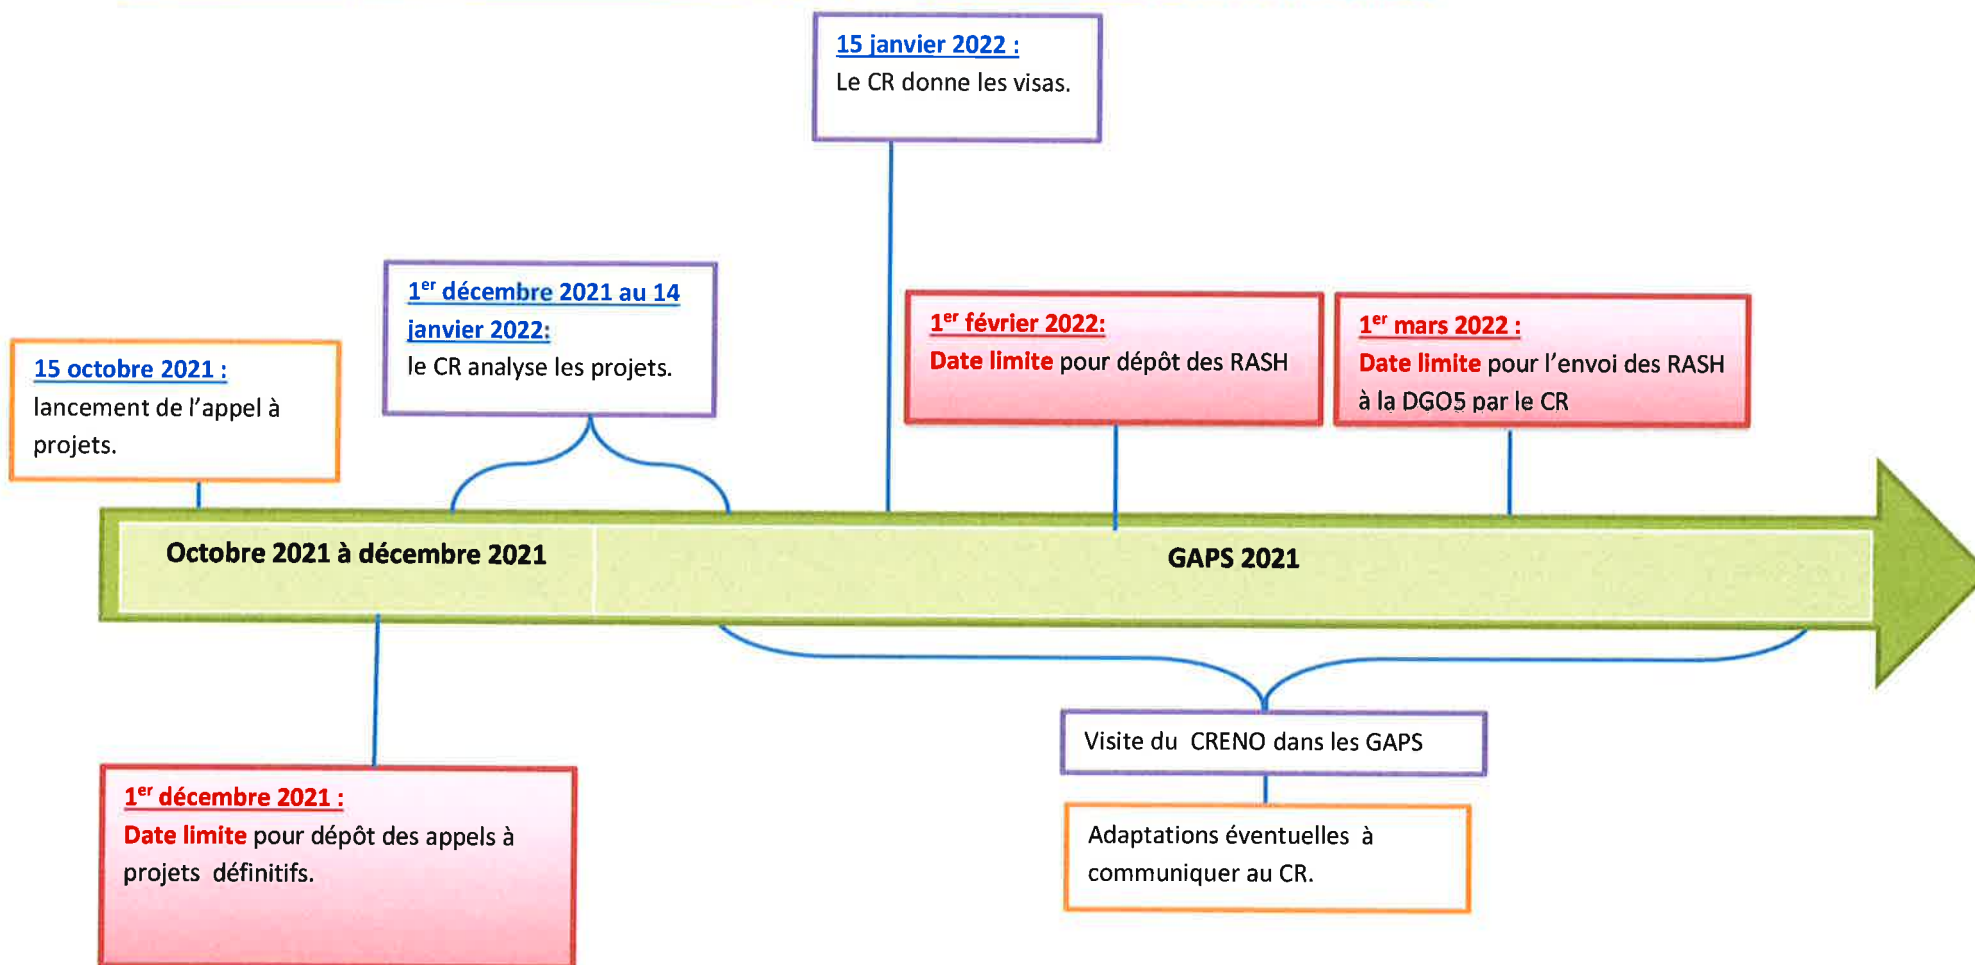 15 janvier 2022 :
Le CR donne les visas.
1er décembre 2021 au 14
janvier 2022:
le CR analyse les projets.
1er février 2022:
Date limite pour dépôt des RASH
1er mars 2022 :
Date limite pour l'envoi des RASH
à la DGO5 par le CR
15 octobre 2021 :
lancement de l'appel à
projets.
Octobre 2021 à décembre 2021
GAPS 2021
Visite du CRENO dans les GAPS
1er décembre 2021 :
Date limite pour dépôt des appels à
projets définitifs.
Adaptations éventuelles à
communiquer au CR.